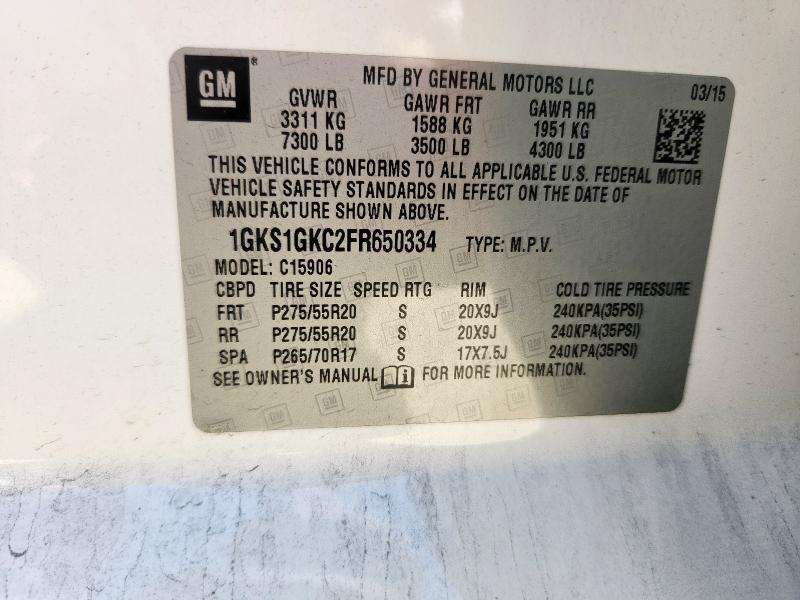 GM ®
MFD BY GENERAL MOTORS LLC 03/15
GVWR GAWR FRT GAWR RR
3311 KG 1588 KG 1951 KG
7300 LB 3500 LB 4300 LB
THIS VEHICLE CONFORMS TO ALL APPLICABLE U.S. FEDERAL MOTOR
VEHICLE SAFETY STANDARDS IN EFFECT ON THE DATE OF
MANUFACTURE SHOWN ABOVE.
1GKS1GKC2FR650334 TYPE: M.P.V.
MODEL: C15906
CBPD TIRE SIZE SPEED RTG RIM COLD TIRE PRESSURE
FRT P275/55R20 S 20X9J 240KPA(35PSI)
RR P275/55R20 S 20X9J 240KPA(35PSI)
SPA P265/70R17 S 17X7.5J 240KPA(35PSI)
SEE OWNER'S MANUAL FOR MORE INFORMATION.